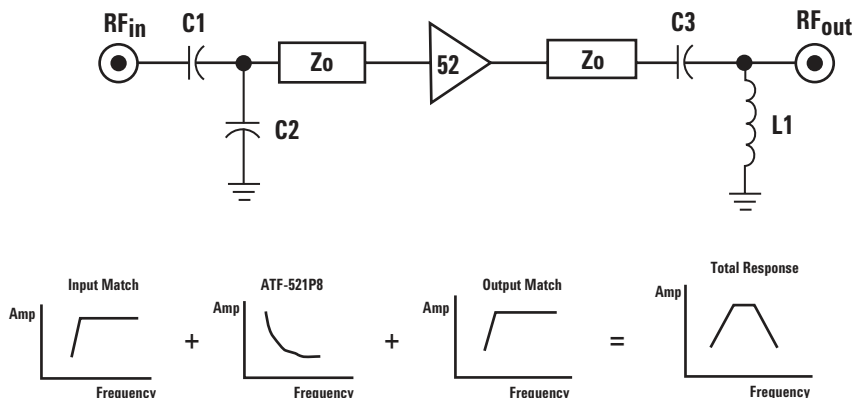 RFin C1 Zo 52 Zo C3 RFout
C2
L1
Input Match ATF-521P8 Output Match Total Response
Amp Amp Amp Amp
+ + =
Frequency Frequency Frequency Frequency